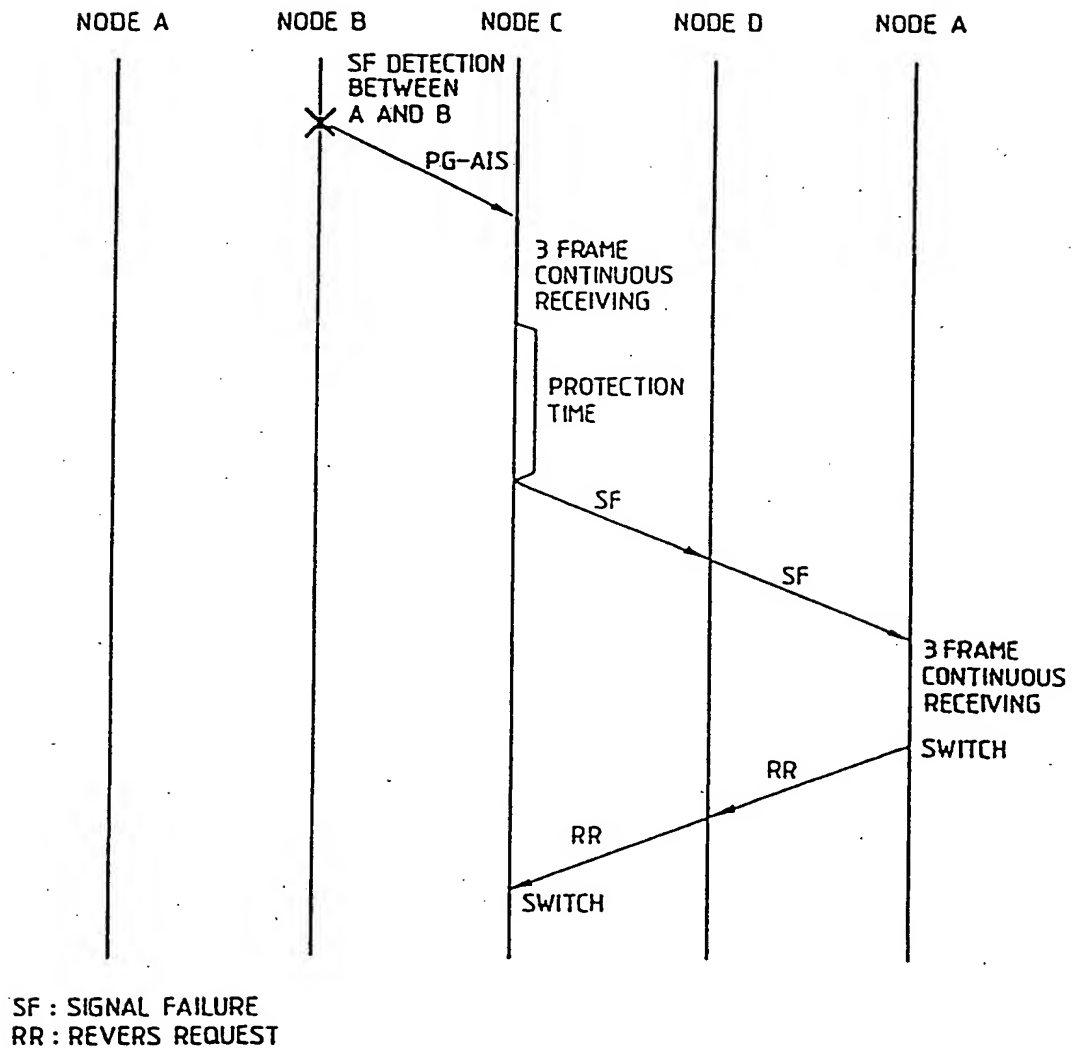 NODE A NODE B NODE C NODE D NODE A
SF DETECTION
BETWEEN
A AND B
PG-AIS
3 FRAME
CONTINUOUS
RECEIVING
PROTECTION
TIME
SF
SF
3 FRAME
CONTINUOUS
RECEIVING
SWITCH
RR
RR
SWITCH
SF : SIGNAL FAILURE
RR : REVERS REQUEST